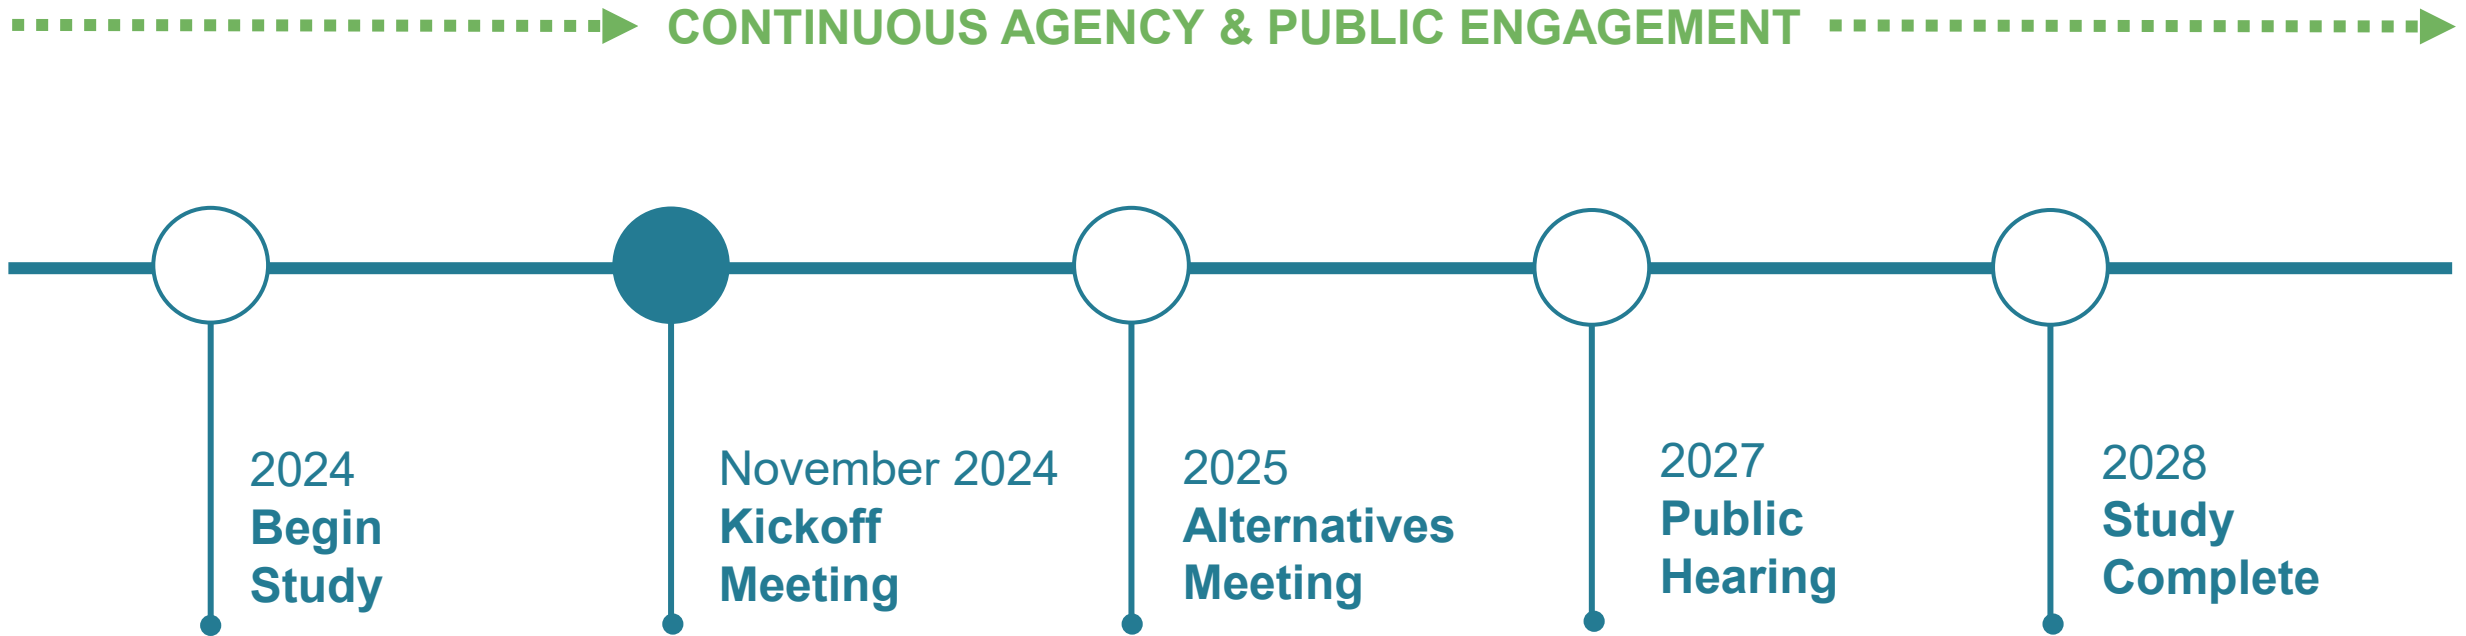 CONTINUOUS AGENCY & PUBLIC ENGAGEMENT
2024
Begin
Study
November 2024
Kickoff
Meeting
2025
Alternatives
Meeting
2027
Public
Hearing
2028
Study
Complete